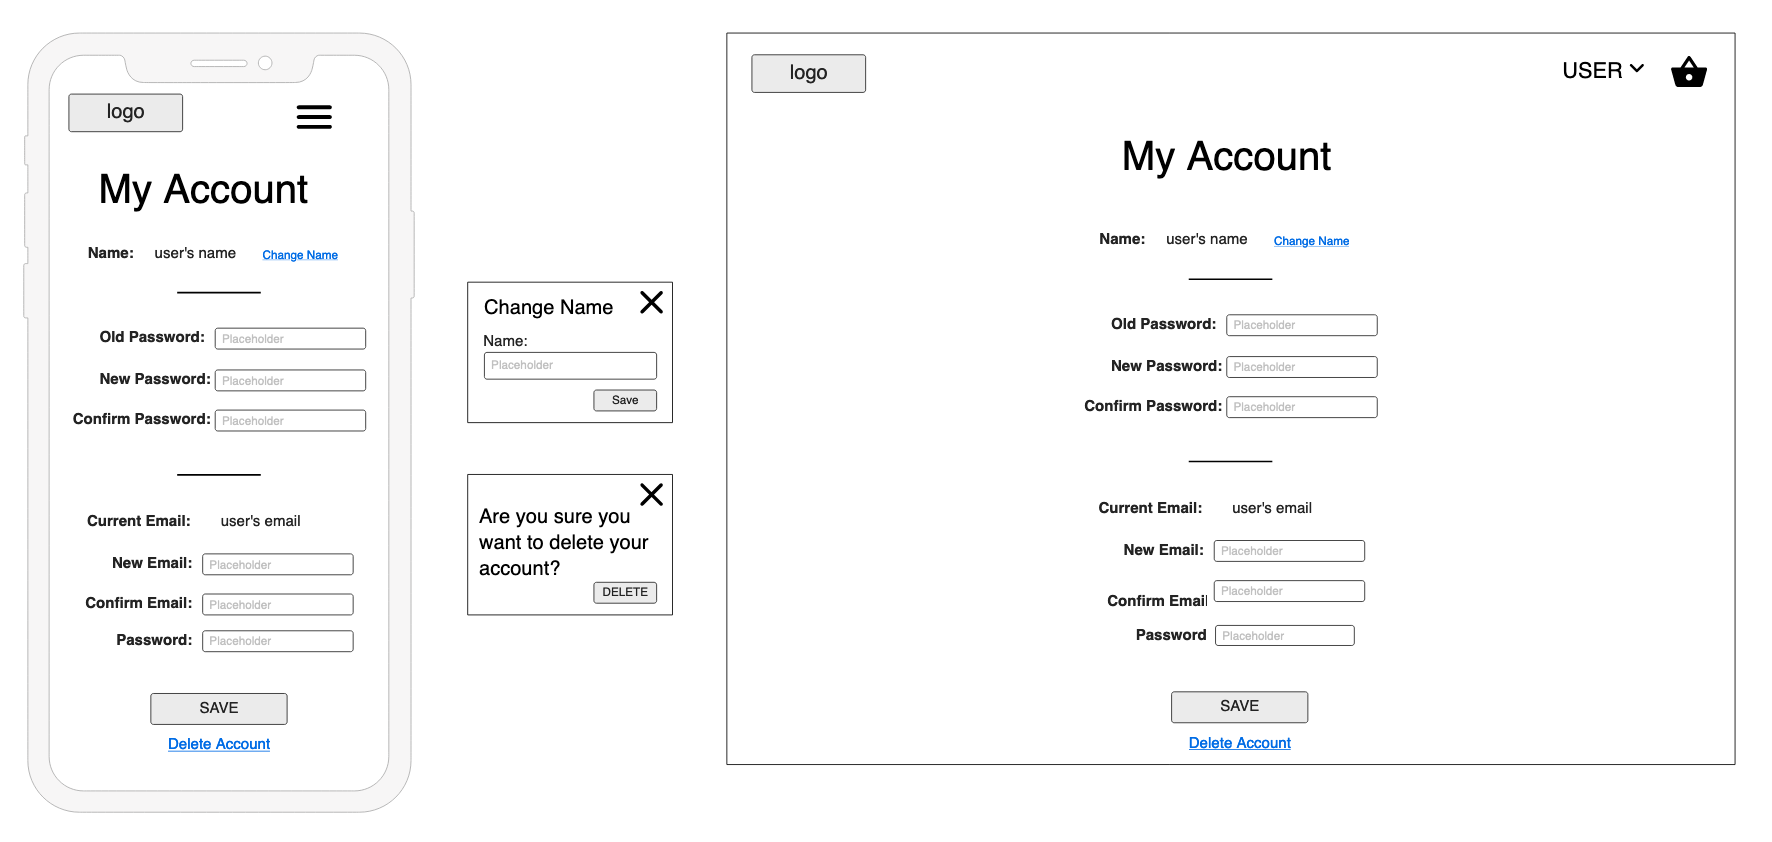 logo
My Account
Name: user's name Change Name
Old Password: Placeholder
New Password: Placeholder
Confirm Password: Placeholder
Current Email: user's email
New Email: Placeholder
Confirm Email: Placeholder
Password: Placeholder
SAVE
Delete Account
Change Name
Name:
Placeholder
Save
Are you sure you
want to delete your
account?
DELETE
logo USER
My Account
Name: user's name Change Name
Old Password: Placeholder
New Password: Placeholder
Confirm Password: Placeholder
Current Email: user's email
New Email: Placeholder
Confirm Email Placeholder
Password Placeholder
SAVE
Delete Account